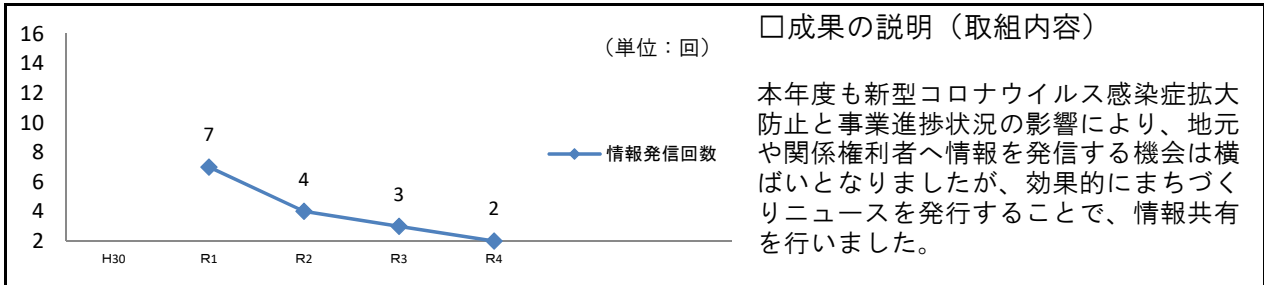 16
14
12
10
8
6
4
2
(単位:回)
7
4
3
2
情報発信回数
H30
R1
R2
R3
R4
□成果の説明(取組内容)
本年度も新型コロナウイルス感染症拡大
防止と事業進捗状況の影響により、地元
や関係権利者へ情報を発信する機会は横
ばいとなりましたが、効果的にまちづく
りニュースを発行することで、情報共有
を行いました。